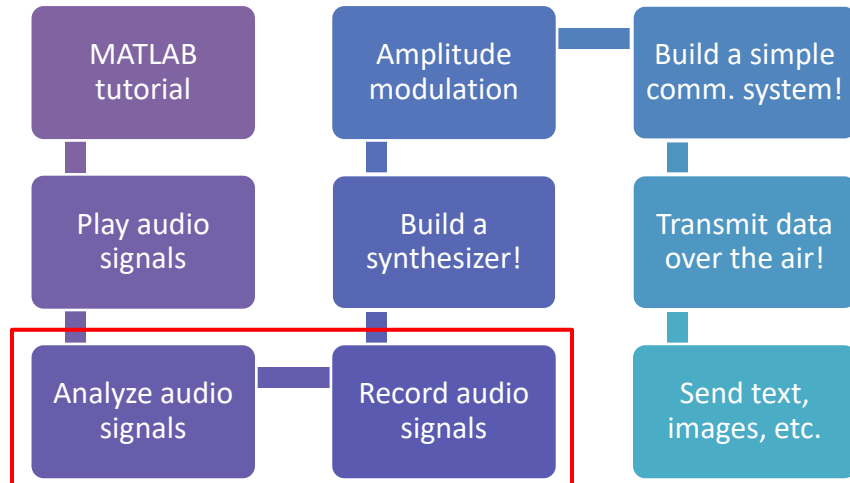 MATLAB
tutorial
Play audio
signals
Analyze audio
signals
Record audio
signals
Build a
synthesizer!
Amplitude
modulation
Build a simple
comm. system!
Transmit data
over the air!
Send text,
images, etc.